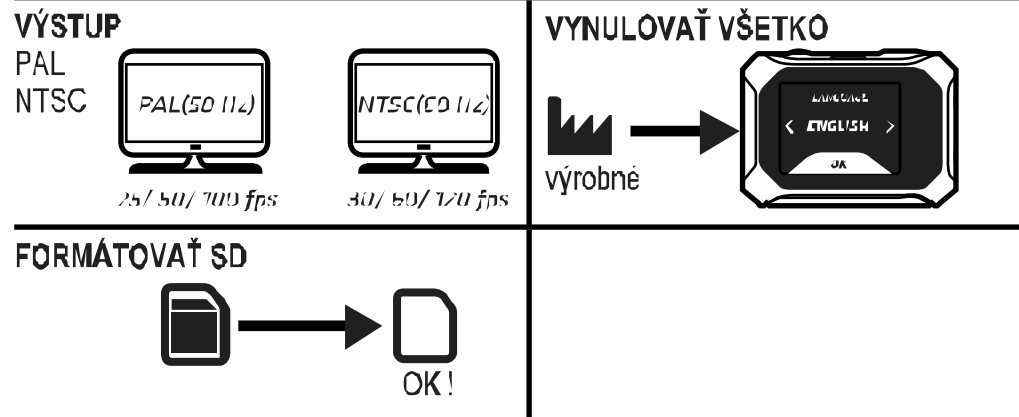 VÝSTUP
PAL
NTSC
PAL(50 Hz)
NTSC(60 Hz)
25/ 50/ 100 fps
30/ 60/ 120 fps
VYNULOVAŤ VŠETKO
výrobné
LANGUAGE
< ENGLISH >
OK
FORMÁTOVAŤ SD
OK!